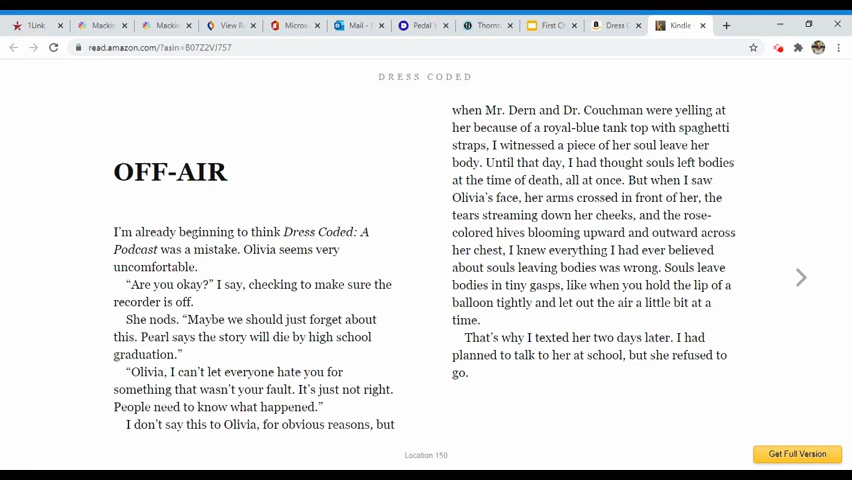 1Link
Mackin
Mackin
View R
Micros
Mail -
Pedal
Thornt
First Ch
Dress C
Kindle
read.amazon.com/?asin=B07Z2VJ757
DRESS CODED
OFF-AIR
I'm already beginning to think Dress Coded: A
Podcast was a mistake. Olivia seems very
uncomfortable.
“Are you okay?” I say, checking to make sure the
recorder is off.
She nods. “Maybe we should just forget about
this. Pearl says the story will die by high school
graduation.”
“Olivia, I can't let everyone hate you for
something that wasn't your fault. It's just not right.
People need to know what happened.”
I don't say this to Olivia, for obvious reasons, but
when Mr. Dern and Dr. Couchman were yelling at
her because of a royal-blue tank top with spaghetti
straps, I witnessed a piece of her soul leave her
body. Until that day, I had thought souls left bodies
at the time of death, all at once. But when I saw
Olivia's face, her arms crossed in front of her, the
tears streaming down her cheeks, and the rose-
colored hives blooming upward and outward across
her chest, I knew everything I had ever believed
about souls leaving bodies was wrong. Souls leave
bodies in tiny gasps, like when you hold the lip of a
balloon tightly and let out the air a little bit at a
time.
That's why I texted her two days later. I had
planned to talk to her at school, but she refused to
go.
Location 150
Get Full Version